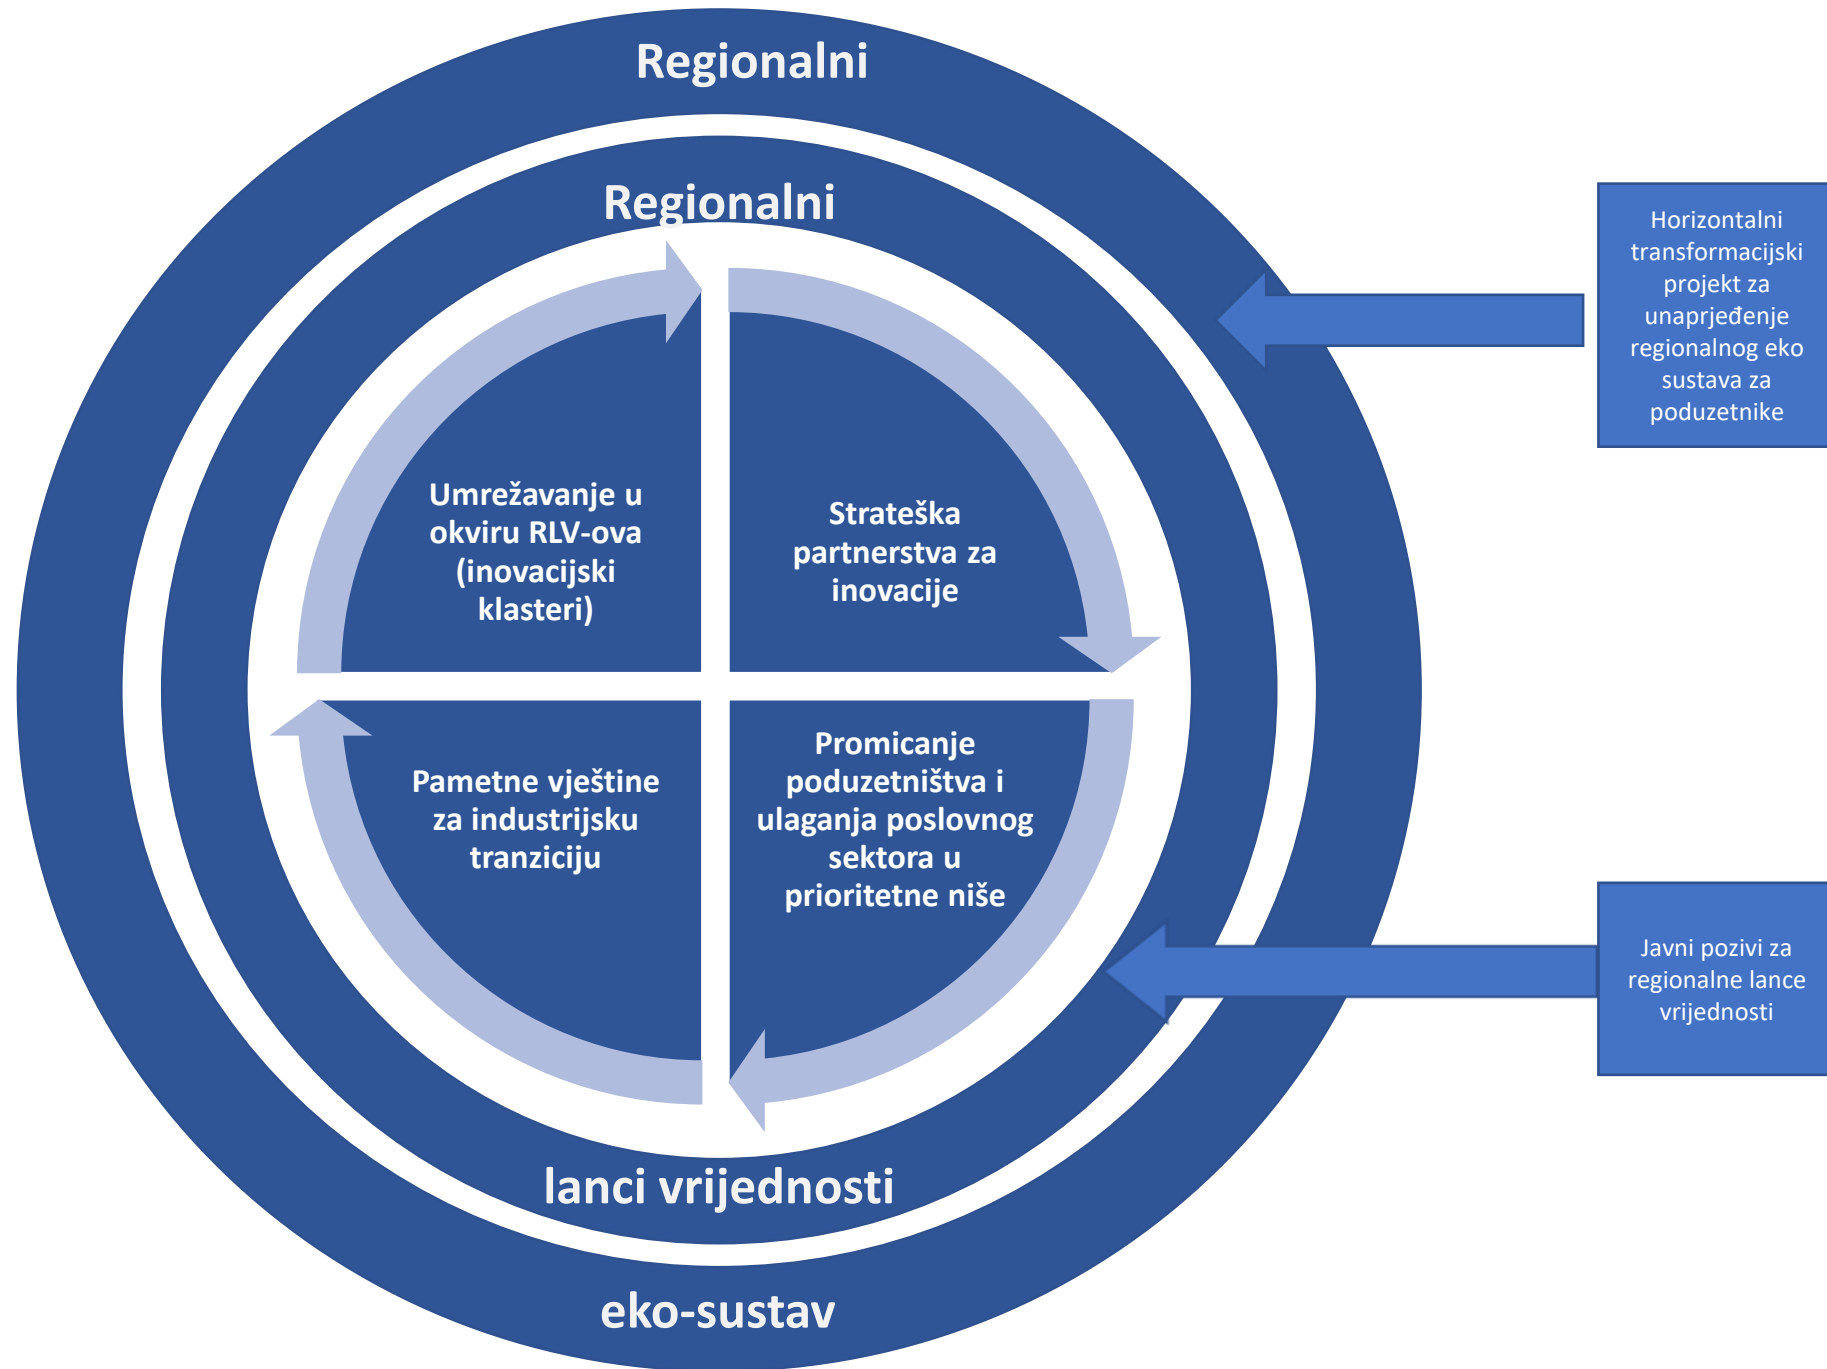 Regionalni
Regionalni
Umrežavanje u
okviru RLV-ova
(inovacijski
klasteri)
Strateška
partnerstva za
inovacije
Pametne vještine
za industrijsku
tranziciju
Promicanje
poduzetništva i
ulaganja poslovnog
sektora u
prioritetne niše
lanci vrijednosti
eko-sustav
Horizontalni
transformacijski
projekt za
unaprjeđenje
regionalnog eko
sustava za
poduzetnike
Javni pozivi za
regionalne lance
vrijednosti